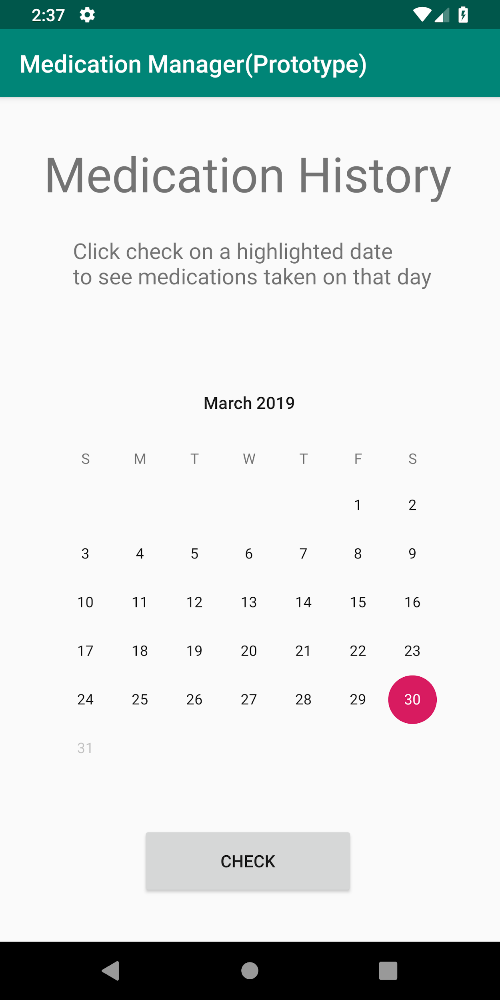 2:37
Medication Manager(Prototype)
Medication History
Click check on a highlighted date
to see medications taken on that day
March 2019
S M T W T F S
1 2
3 4 5 6 7 8 9
10 11 12 13 14 15 16
17 18 19 20 21 22 23
24 25 26 27 28 29 30
31
CHECK